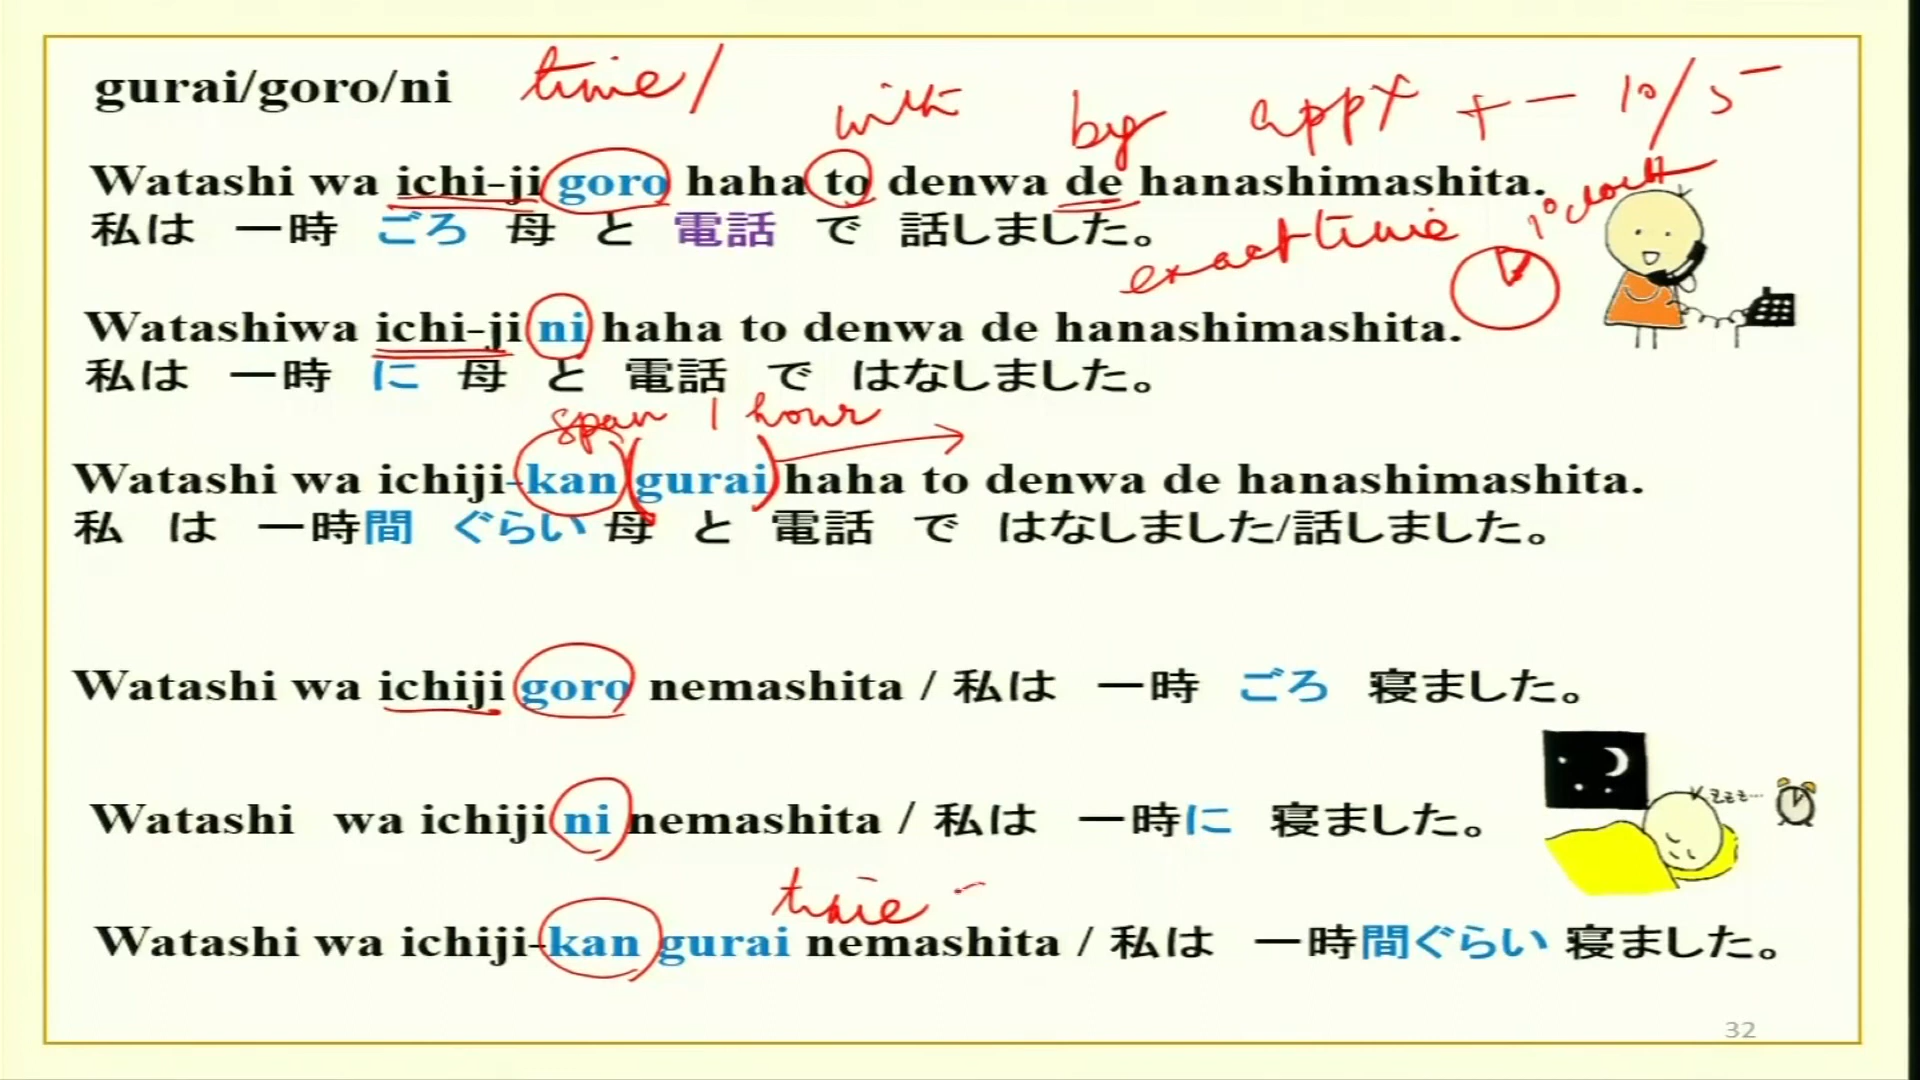 gurai/goro/ni time/
with by appx + - 10/5 -
Watashi wa ichi-ji goro haha to denwa de hanashimashita.
私は 一時 ごろ 母 と 電話 で 話しました。
exact time 1 o'clock
Watashiwa ichi-ji ni haha to denwa de hanashimashita.
私は 一時 に 母 と 電話 で はなしました。
span 1 hour
Watashi wa ichiji-kan gurai haha to denwa de hanashimashita.
私 は 一時間 ぐらい 母 と 電話 で はなしました/話しました。
Watashi wa ichiji goro nemashita / 私は 一時 ごろ 寝ました。
Watashi wa ichiji ni nemashita / 私は 一時に 寝ました。
zzz...
time -
Watashi wa ichiji-kan gurai nemashita / 私は 一時間ぐらい 寝ました。
32